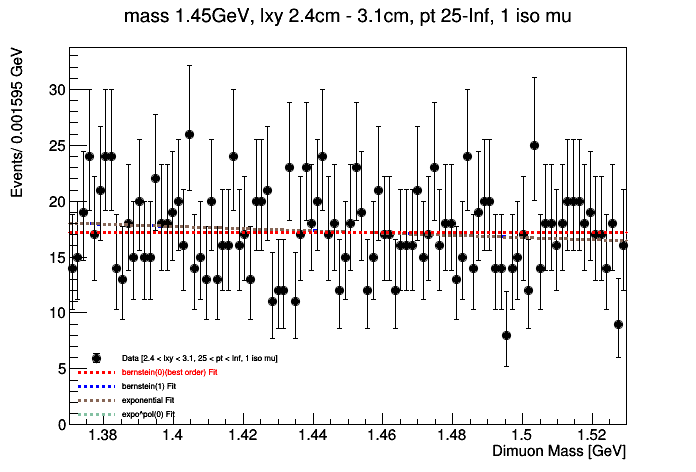 mass 1.45GeV, lxy 2.4cm - 3.1cm, pt 25-Inf, 1 iso mu
Events/ 0.001595 GeV
30
25
20
15
10
5
0
Data [2.4 < lxy < 3.1, 25 < pt < Inf, 1 iso mu]
bernstein(0)(best order) Fit
bernstein(1) Fit
exponential Fit
expo*pol(0) Fit
1.38 1.4 1.42 1.44 1.46 1.48 1.5 1.52
Dimuon Mass [GeV]